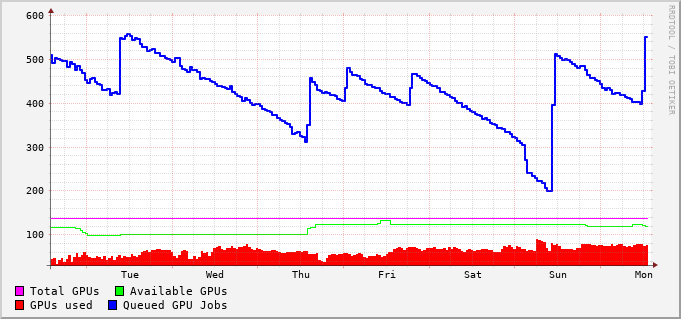 600
500
400
300
200
100
Tue Wed Thu Fri Sat Sun Mon
Total GPUs Available GPUs
GPUs used Queued GPU Jobs
RRDTOOL / TOBI OETIKER